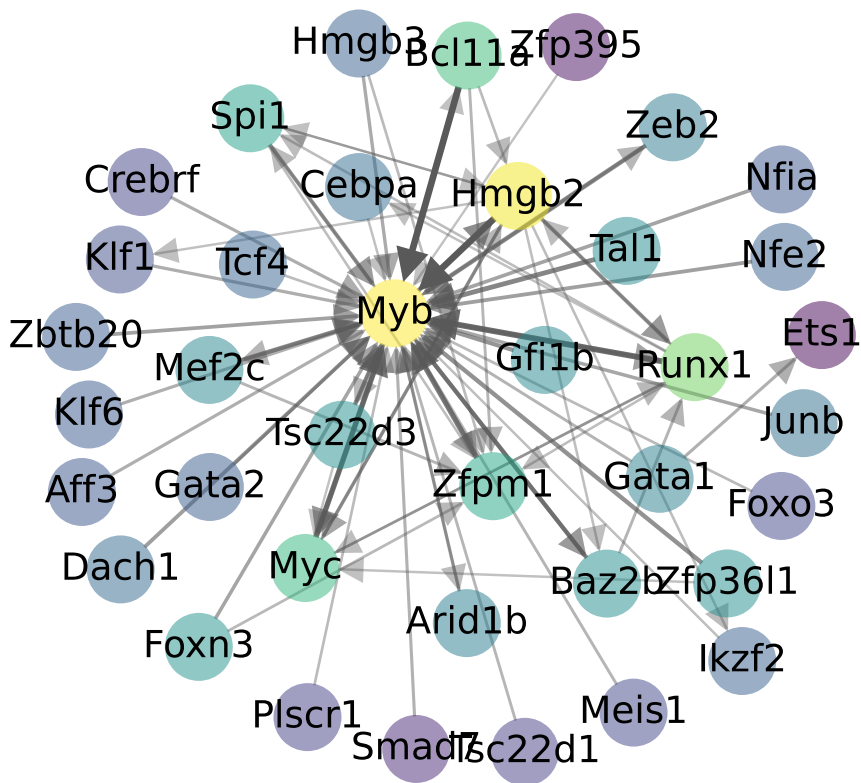 Hmgb3
Bcl11a
Zfp395
Spi1
Zeb2
Crebrf
Cebpa
Hmgb2
Nfia
Klf1
Tcf4
Tal1
Nfe2
Myb
Zbtb20
Mef2c
Gfi1b
Runx1
Ets1
Klf6
Tsc22d3
Junb
Aff3
Gata2
Zfpm1
Gata1
Foxo3
Dach1
Myc
Baz2b
Zfp36l1
Foxn3
Arid1b
Ikzf2
Plscr1
Meis1
Smad7
Tsc22d1